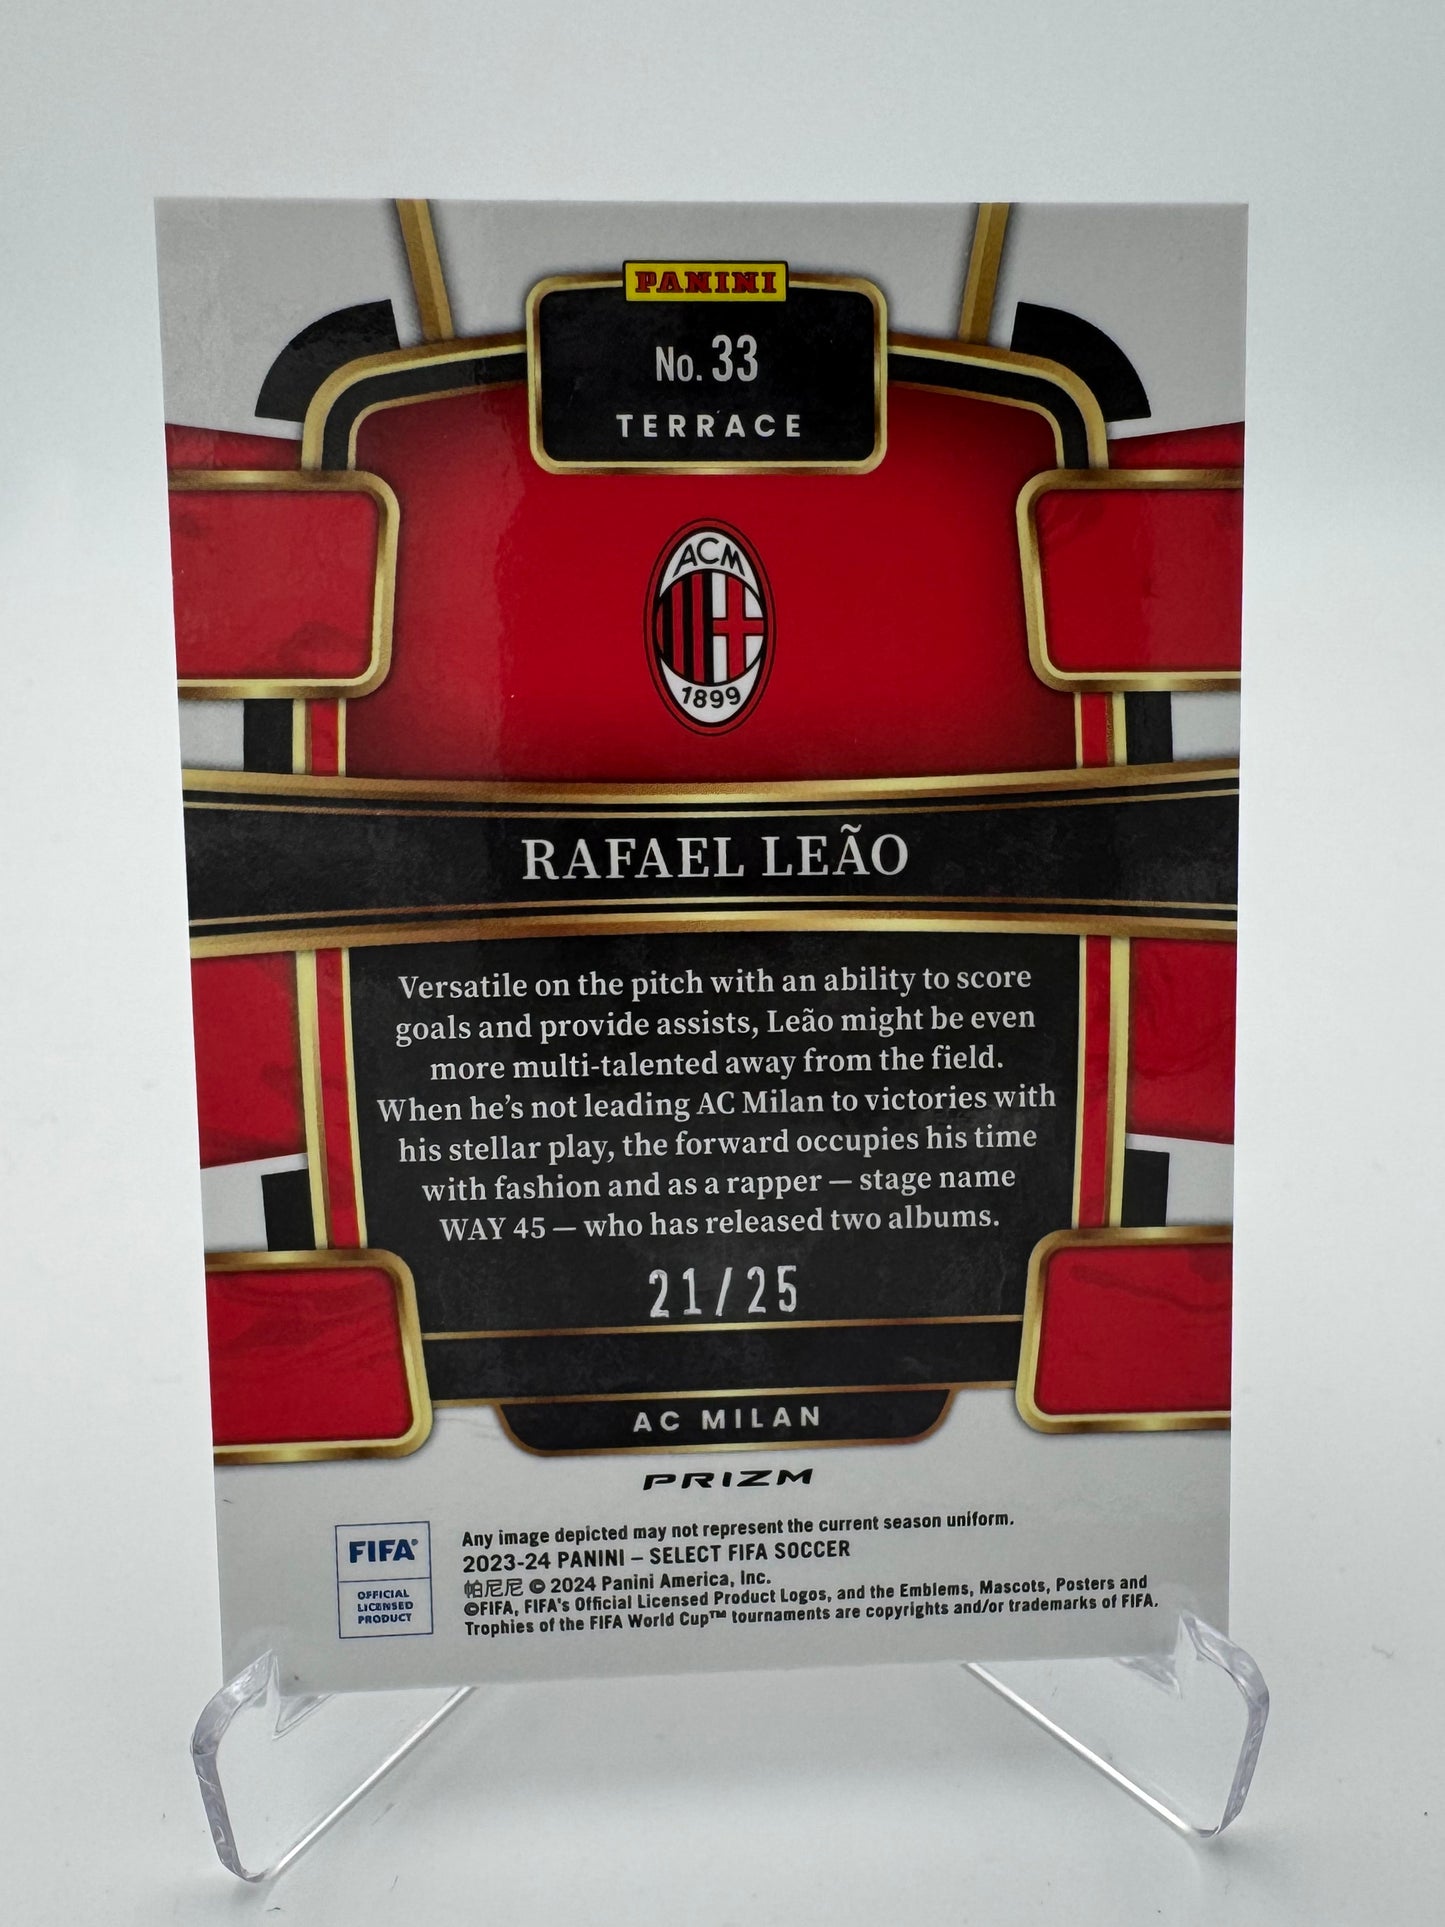 PANINI
No. 33
TERRACE
ACM
1899
RAFAEL LEÃO
Versatile on the pitch with an ability to score
goals and provide assists, Leão might be even
more multi-talented away from the field.
When he's not leading AC Milan to victories with
his stellar play, the forward occupies his time
with fashion and as a rapper — stage name
WAY 45 — who has released two albums.
21/25
AC MILAN
PRIZM
FIFA®
OFFICIAL
LICENSED
PRODUCT
Any image depicted may not represent the current season uniform.
2023-24 PANINI – SELECT FIFA SOCCER
帕尼尼 © 2024 Panini America, Inc.
©FIFA, FIFA's Official Licensed Product Logos, and the Emblems, Mascots, Posters and
Trophies of the FIFA World Cup™ tournaments are copyrights and/or trademarks of FIFA.